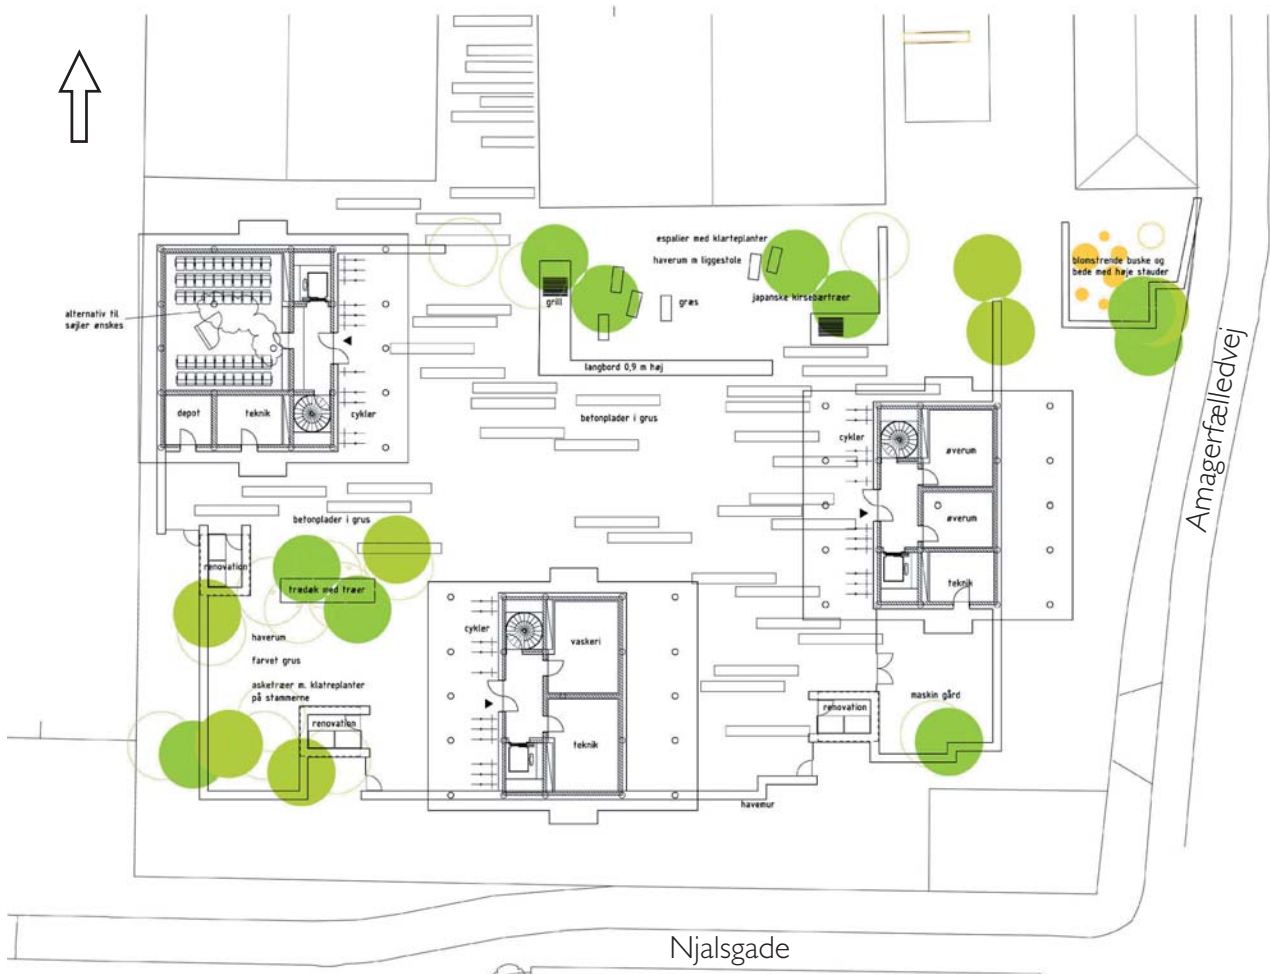 espalier med klarteplanter
haverum m liggestole
græs
japanske kirsebærtræer
grill
langbord 0,9 m høj
betonplader i grus
blomstrende buske og
bede med høje stauder
alternativ til
søjler ønskes
depot
teknik
cykler
cykler
øverum
øverum
teknik
Amagerfælledvej
betonplader i grus
renovation
trædæk med træer
haverum
farvet grus
asketræer m. klatreplanter
på stammerne
renovation
cykler
vaskeri
teknik
maskin gård
renovation
havemur
Njalsgade